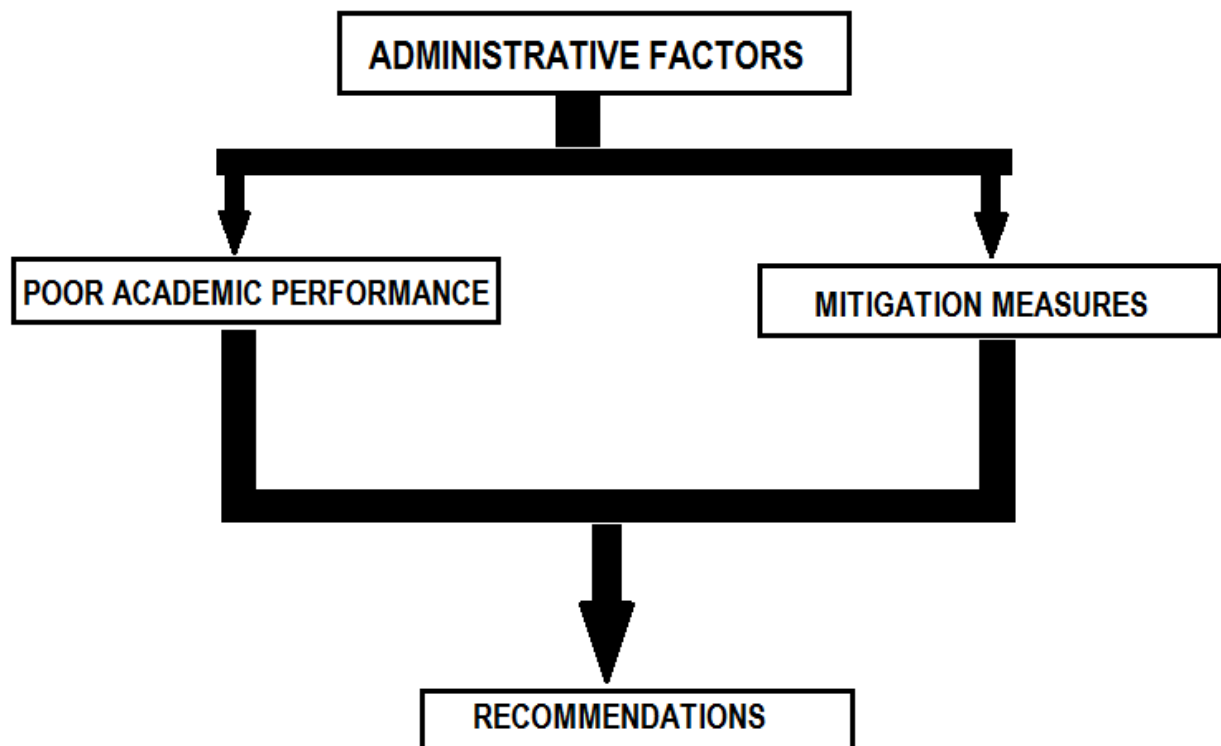 ADMINISTRATIVE FACTORS
POOR ACADEMIC PERFORMANCE
MITIGATION MEASURES
RECOMMENDATIONS